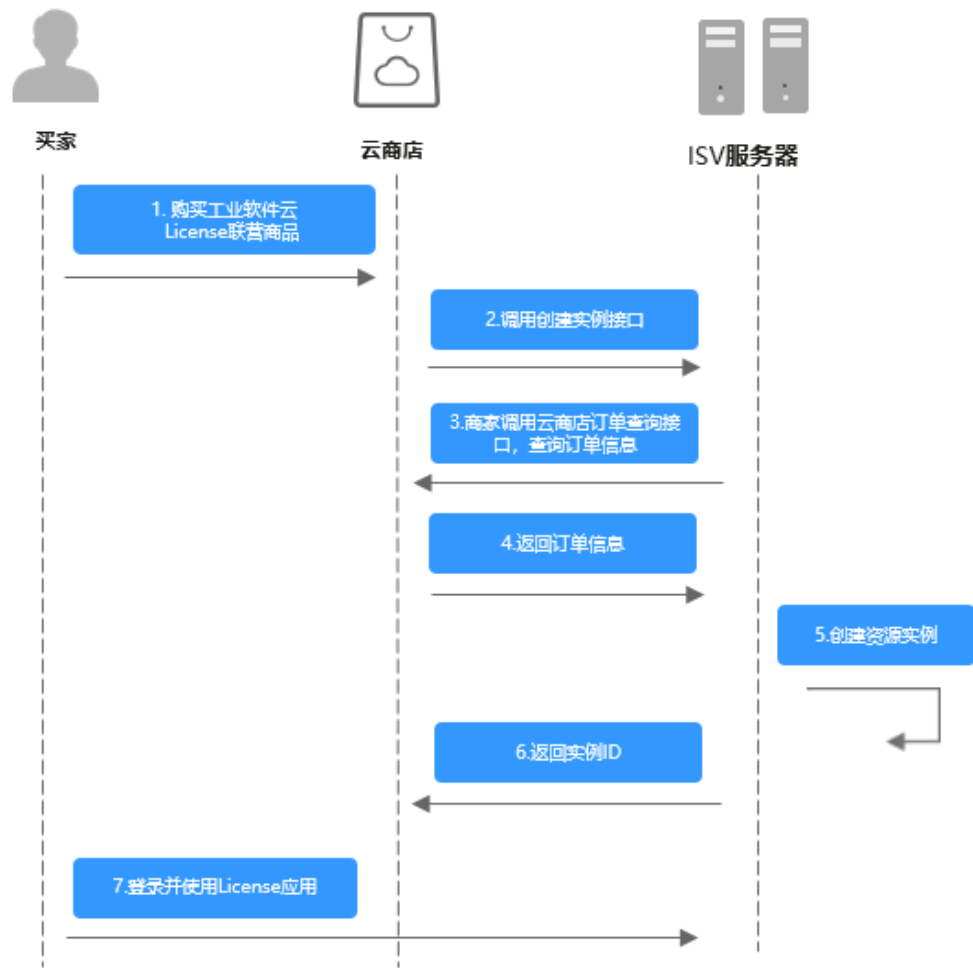 买家
云商店
ISV服务器
1. 购买工业软件云
License联营商品
2.调用创建实例接口
3.商家调用云商店订单查询接
口，查询订单信息
4.返回订单信息
5.创建资源实例
6.返回实例ID
7.登录并使用License应用